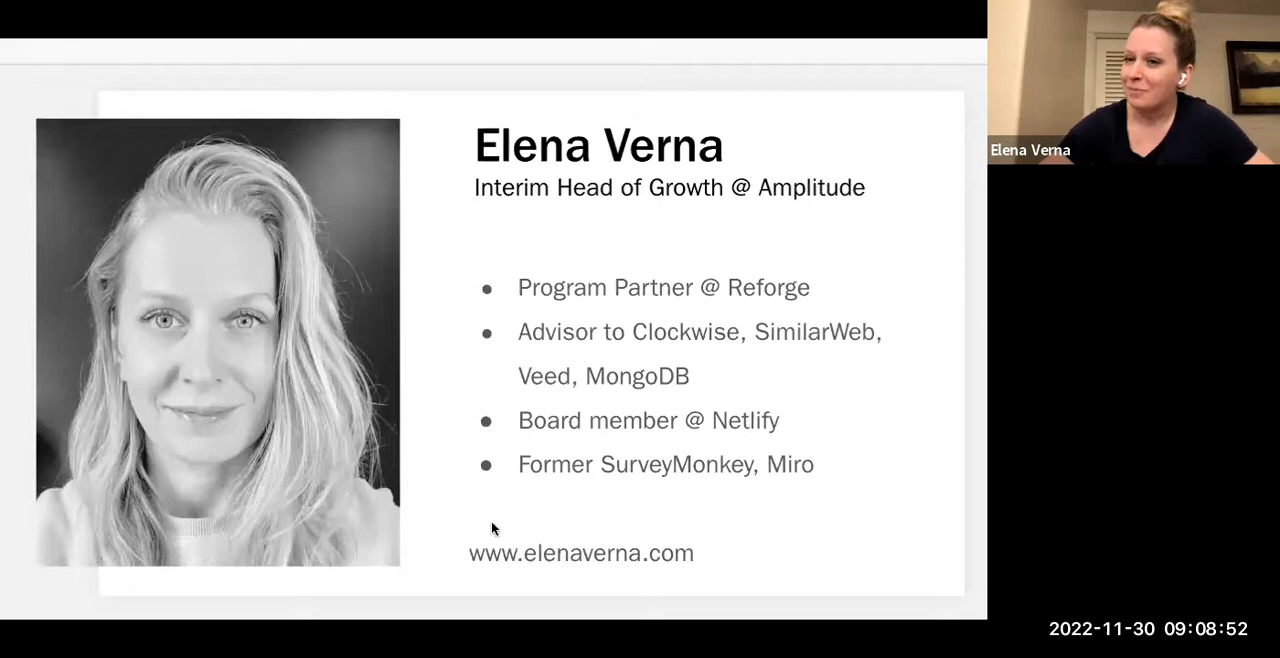 Elena Verna
Interim Head of Growth @ Amplitude
● Program Partner @ Reforge
● Advisor to Clockwise, SimilarWeb,
Veed, MongoDB
● Board member @ Netlify
● Former SurveyMonkey, Miro
www.elenaverna.com
Elena Verna
2022-11-30 09:08:52